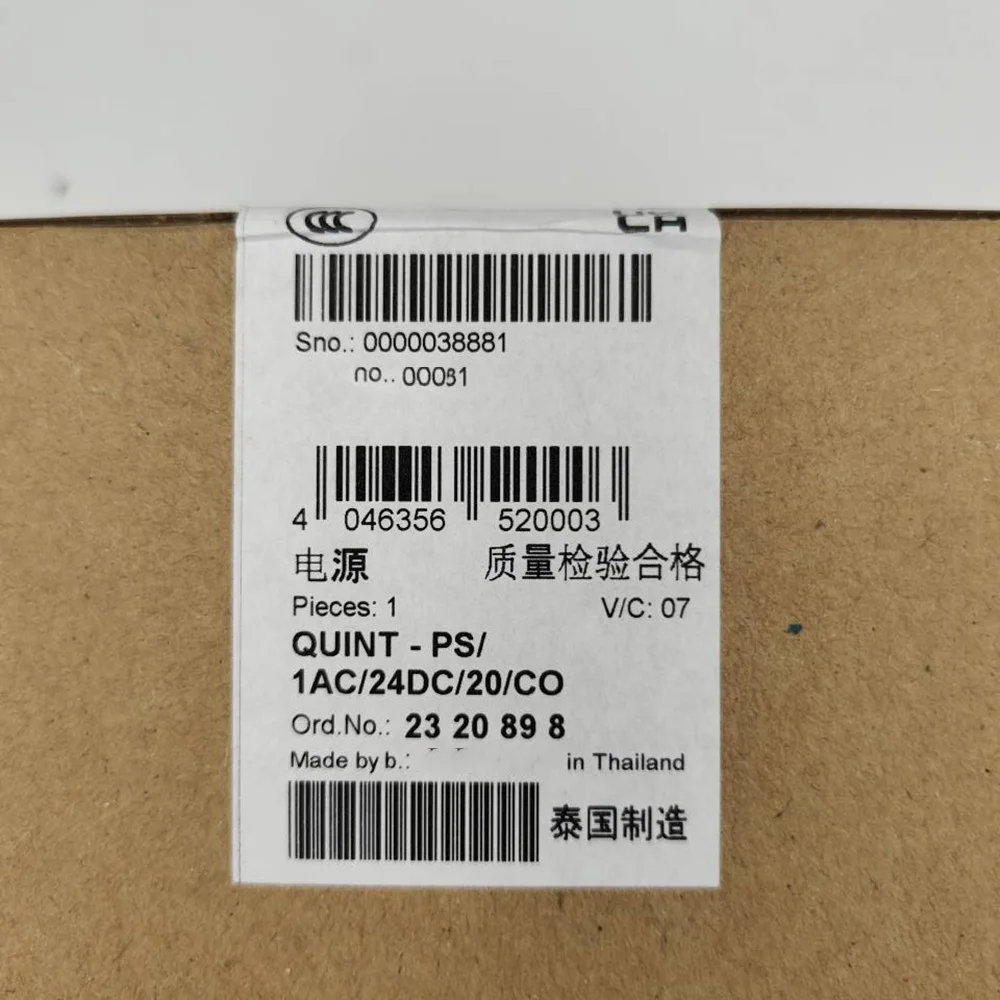 Sno.: 0000038881
no..
4 046356 520003
电源 质量检验合格
Pieces: 1 V/C: 07
QUINT - PS/
1AC/24DC/20/CO
Ord.No.: 23 20 89 8
Made by b.: in Thailand
泰国制造